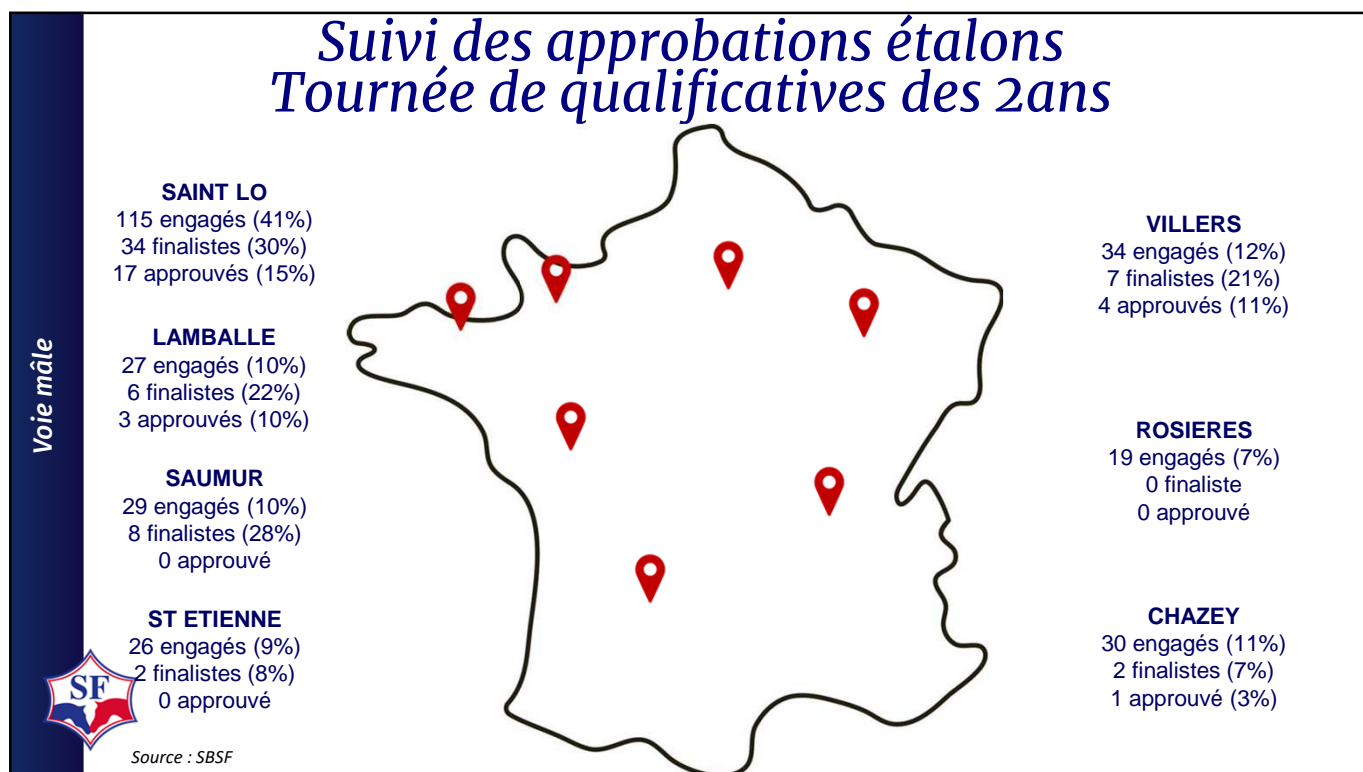 Suivi des approbations étalons
Tournée de qualificatives des 2ans
Voie mâle
SAINT LO
115 engagés (41%)
34 finalistes (30%)
17 approuvés (15%)
LAMBALLE
27 engagés (10%)
6 finalistes (22%)
3 approuvés (10%)
SAUMUR
29 engagés (10%)
8 finalistes (28%)
0 approuvé
ST ETIENNE
26 engagés (9%)
2 finalistes (8%)
0 approuvé
SF
Source : SBSF
VILLERS
34 engagés (12%)
7 finalistes (21%)
4 approuvés (11%)
ROSIERES
19 engagés (7%)
0 finaliste
0 approuvé
CHAZEY
30 engagés (11%)
2 finalistes (7%)
1 approuvé (3%)